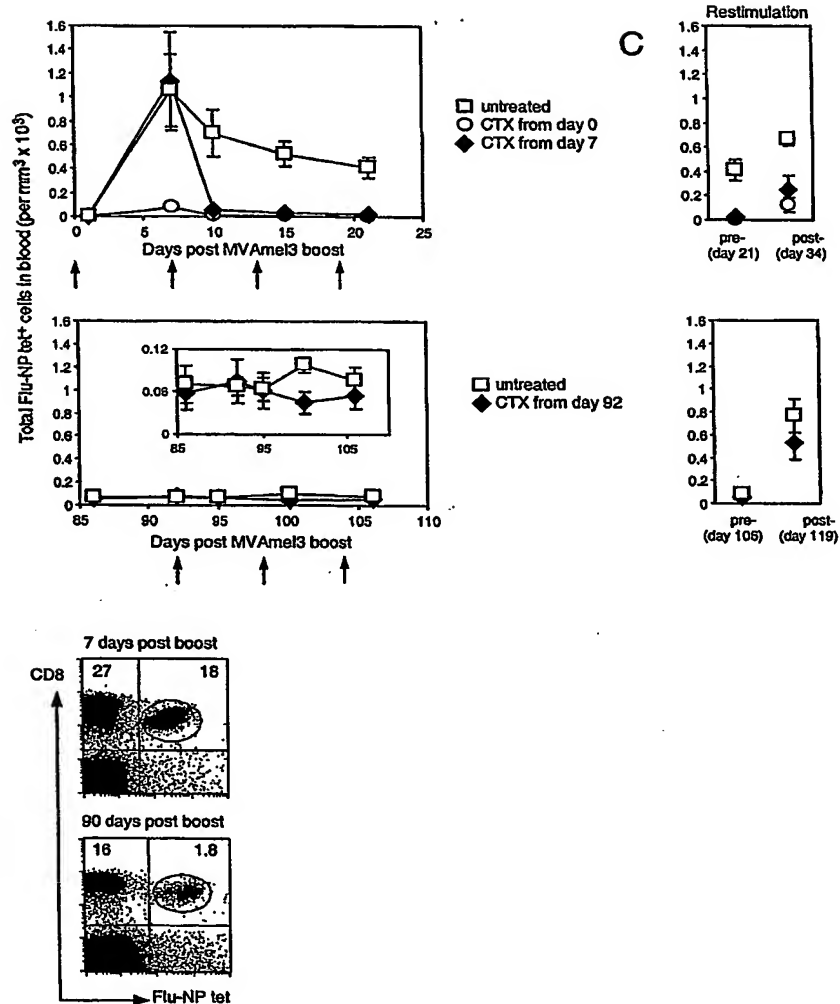 Restimulation
C
Total Flu-NP tet⁺ cells in blood (per mm³ x 10³)
1.6
1.4
1.2
1
0.8
0.6
0.4
0.2
0
0 5 10 15 20 25
Days post MVAmel3 boost
untreated
CTX from day 0
CTX from day 7
1.6
1.4
1.2
1
0.8
0.6
0.4
0.2
0
pre-
(day 21)
post-
(day 34)
1.6
1.4
1.2
1
0.8
0.6
0.4
0.2
0
85 90 95 100 105 110
Days post MVAmel3 boost
0.12
0.06
0
85 95 105
untreated
CTX from day 92
1.6
1.4
1.2
1
0.8
0.6
0.4
0.2
0
pre-
(day 106)
post-
(day 119)
7 days post boost
CD8
27 18
90 days post boost
16 1.8
Flu-NP tet